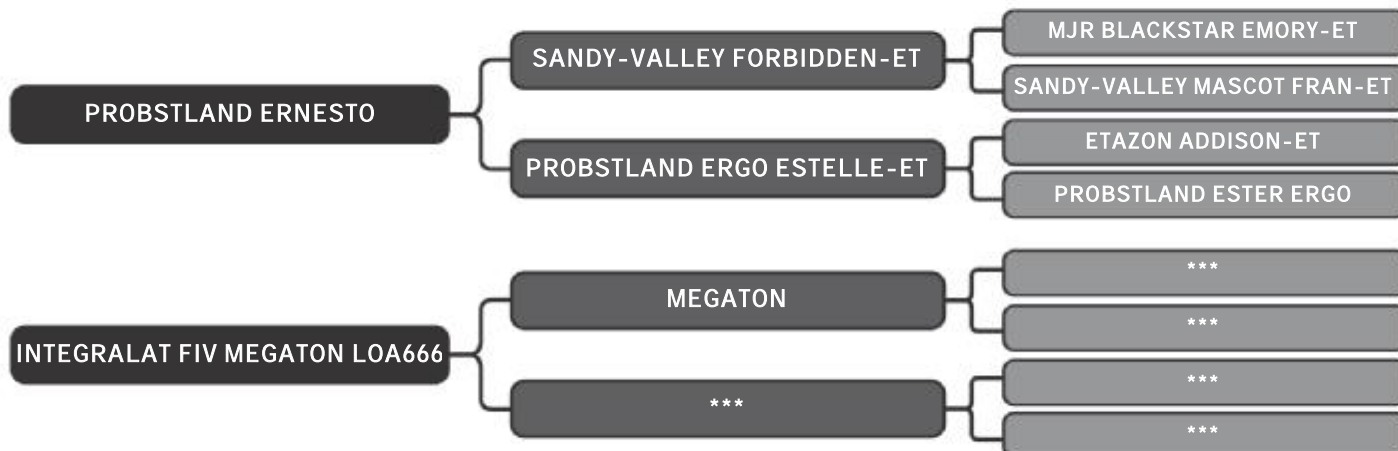 MJR BLACKSTAR EMORY-ET
SANDY-VALLEY FORBIDDEN-ET
SANDY-VALLEY MASCOT FRAN-ET
PROBSTLAND ERNESTO
ETAZON ADDISON-ET
PROBSTLAND ERGO ESTELLE-ET
PROBSTLAND ESTER ERGO
***
MEGATON
***
INTEGRALAT FIV MEGATON LOA666
***
***
***